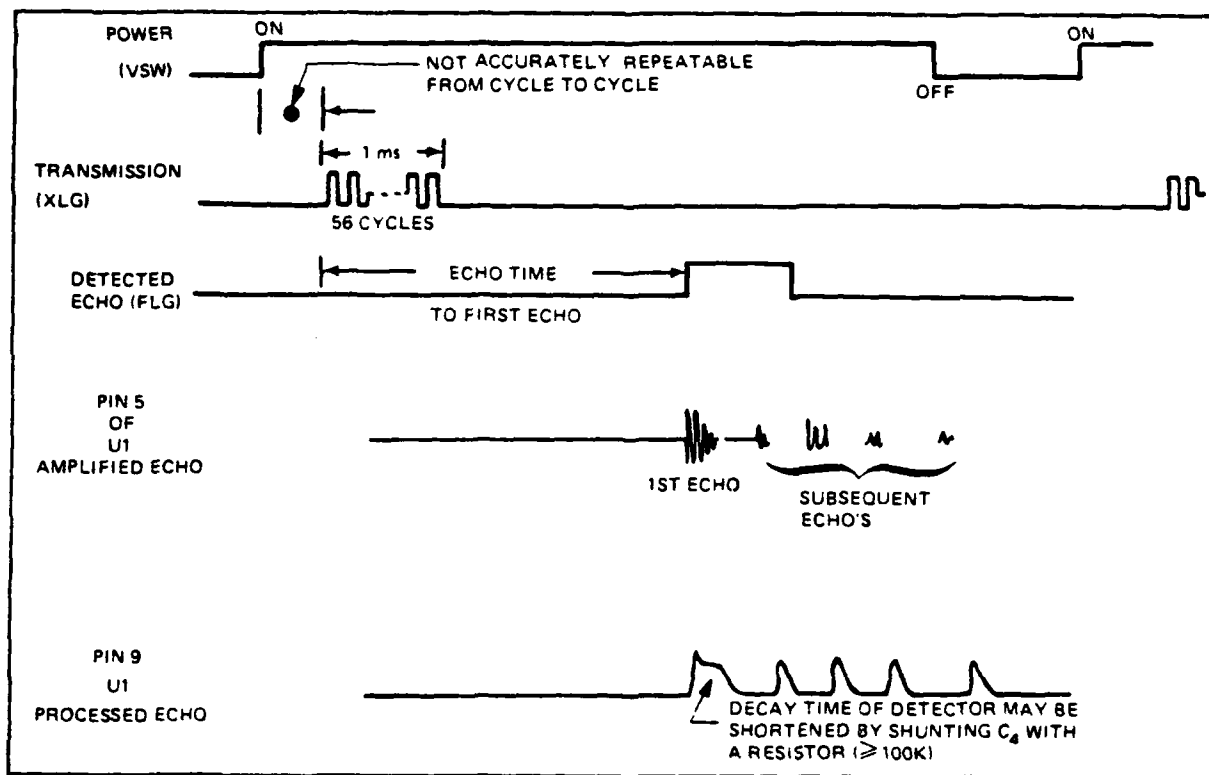 POWER
(VSW)
ON
NOT ACCURATELY REPEATABLE
FROM CYCLE TO CYCLE
OFF
ON
TRANSMISSION
(XLG)
1 ms
56 CYCLES
DETECTED
ECHO (FLG)
ECHO TIME
TO FIRST ECHO
PIN 5
OF
U1
AMPLIFIED ECHO
1ST ECHO
SUBSEQUENT
ECHO'S
PIN 9
U1
PROCESSED ECHO
DECAY TIME OF DETECTOR MAY BE
SHORTENED BY SHUNTING C4 WITH
A RESISTOR (⩾100K)